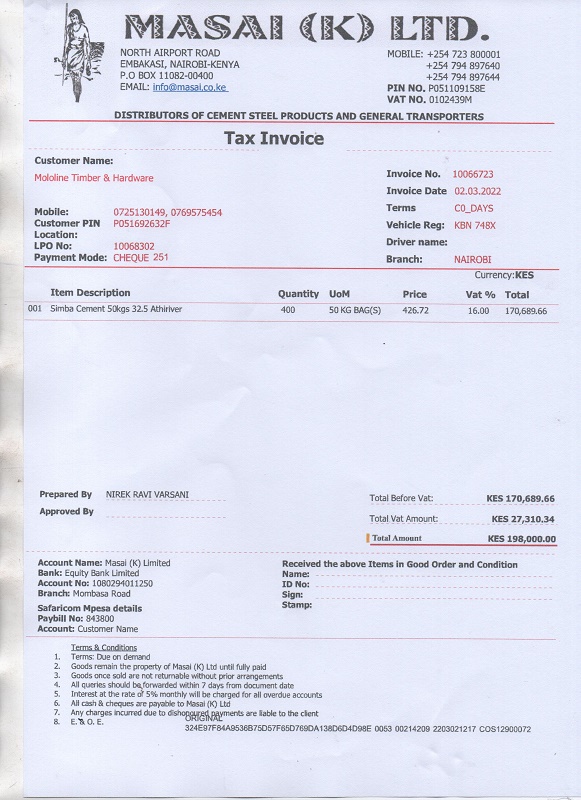 MASAI (K) LTD.
NORTH AIRPORT ROAD
EMBAKASI, NAIROBI-KENYA
P.O BOX 11082-00400
EMAIL: info@masai.co.ke
MOBILE: +254 723 800001
+254 794 897640
+254 794 897644
PIN NO. P051109158E
VAT NO. 0102439M
DISTRIBUTORS OF CEMENT STEEL PRODUCTS AND GENERAL TRANSPORTERS
Tax Invoice
Customer Name:
Mololine Timber & Hardware
Mobile: 0725130149, 0769575454
Customer PIN P051692632F
Location:
LPO No: 10068302
Payment Mode: CHEQUE 251
Invoice No. 10066723
Invoice Date 02.03.2022
Terms C0_DAYS
Vehicle Reg: KBN 748X
Driver name:
Branch: NAIROBI
Currency:KES
Item Description Quantity UoM Price Vat % Total
001 Simba Cement 50kgs 32.5 Athiriver 400 50 KG BAG(S) 426.72 16.00 170,689.66
Prepared By NIREK RAVI VARSANI
Approved By
Total Before Vat: KES 170,689.66
Total Vat Amount: KES 27,310.34
Total Amount KES 198,000.00
Account Name: Masai (K) Limited
Bank: Equity Bank Limited
Account No: 1080294011250
Branch: Mombasa Road
Safaricom Mpesa details
Paybill No: 843800
Account: Customer Name
Received the above Items in Good Order and Condition
Name:
ID No:
Sign:
Stamp:
Terms & Conditions
1. Terms: Due on demand
2. Goods remain the property of Masai (K) Ltd until fully paid
3. Goods once sold are not returnable without prior arrangements
4. All queries should be forwarded within 7 days from document date
5. Interest at the rate of 5% monthly will be charged for all overdue accounts
6. All cash & cheques are payable to Masai (K) Ltd
7. Any charges incurred due to dishonoured payments are liable to the client
8. E. & O. E.
ORIGINAL
324E97F84A9536B75D57F65D769DA138D6D4D98E 0053 00214209 2203021217 COS12900072